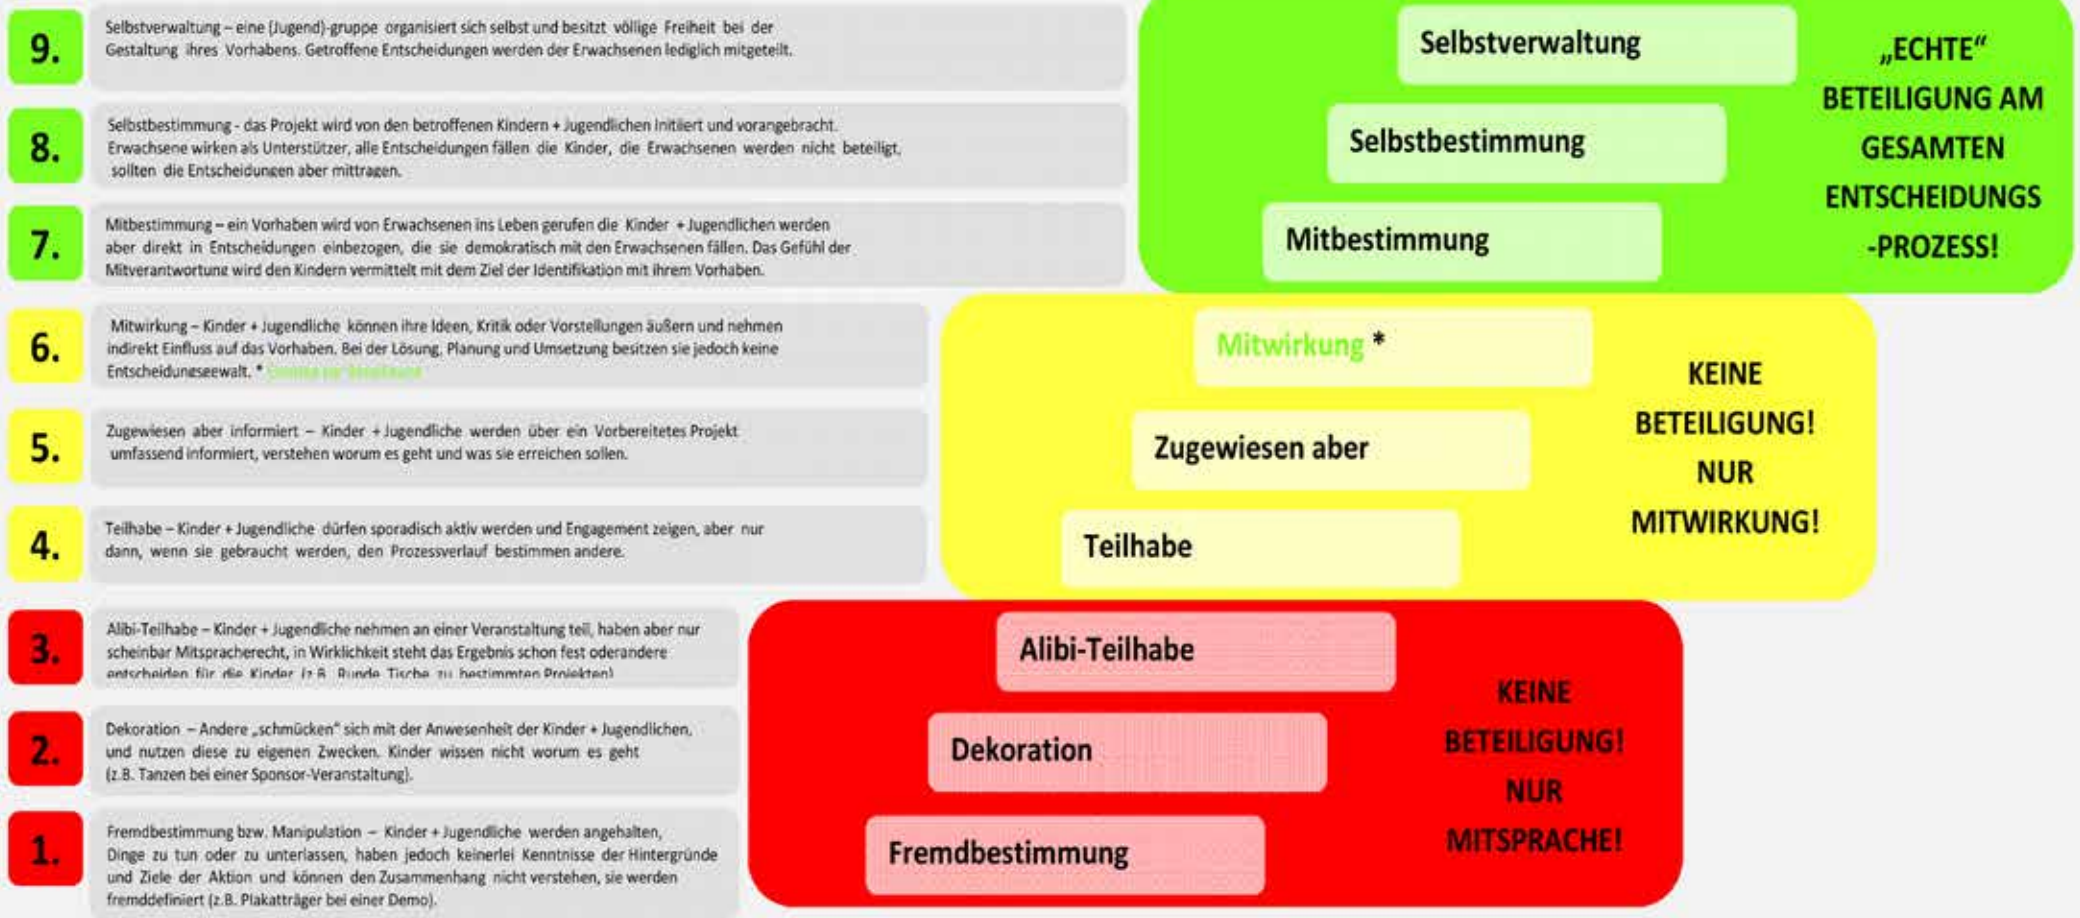 9.
Selbstverwaltung – eine (Jugend)-gruppe organisiert sich selbst und besitzt völlige Freiheit bei der
Gestaltung ihres Vorhabens. Getroffene Entscheidungen werden der Erwachsenen lediglich mitgeteilt.
8.
Selbstbestimmung - das Projekt wird von den betroffenen Kindern + Jugendlichen initiiert und vorangebracht.
Erwachsene wirken als Unterstützer, alle Entscheidungen fällen die Kinder, die Erwachsenen werden nicht beteiligt,
sollten die Entscheidungen aber mittragen.
7.
Mitbestimmung – ein Vorhaben wird von Erwachsenen ins Leben gerufen die Kinder + Jugendlichen werden
aber direkt in Entscheidungen einbezogen, die sie demokratisch mit den Erwachsenen fällen. Das Gefühl der
Mitverantwortung wird den Kindern vermittelt mit dem Ziel der Identifikation mit ihrem Vorhaben.
Selbstverwaltung
Selbstbestimmung
Mitbestimmung
„ECHTE“
BETEILIGUNG AM
GESAMTEN
ENTSCHEIDUNGS
-PROZESS!
6.
Mitwirkung – Kinder + Jugendliche können ihre Ideen, Kritik oder Vorstellungen äußern und nehmen
indirekt Einfluss auf das Vorhaben. Bei der Lösung, Planung und Umsetzung besitzen sie jedoch keine
Entscheidungsgewalt. *
5.
Zugewiesen aber informiert – Kinder + Jugendliche werden über ein Vorbereitetes Projekt
umfassend informiert, verstehen worum es geht und was sie erreichen sollen.
4.
Teilhabe – Kinder + Jugendliche dürfen sporadisch aktiv werden und Engagement zeigen, aber nur
dann, wenn sie gebraucht werden, den Prozessverlauf bestimmen andere.
Mitwirkung *
Zugewiesen aber
Teilhabe
KEINE
BETEILIGUNG!
NUR
MITWIRKUNG!
3.
Alibi-Teilhabe – Kinder + Jugendliche nehmen an einer Veranstaltung teil, haben aber nur
scheinbar Mitspracherecht, in Wirklichkeit steht das Ergebnis schon fest oderandere
entscheiden für die Kinder (z.B. Runde Tische zu bestimmten Projekten)
2.
Dekoration – Andere „schmücken“ sich mit der Anwesenheit der Kinder + Jugendlichen,
und nutzen diese zu eigenen Zwecken. Kinder wissen nicht worum es geht
(z.B. Tanzen bei einer Sponsor-Veranstaltung).
1.
Fremdbestimmung bzw. Manipulation – Kinder + Jugendliche werden angehalten,
Dinge zu tun oder zu unterlassen, haben jedoch keinerlei Kenntnisse der Hintergründe
und Ziele der Aktion und können den Zusammenhang nicht verstehen, sie werden
fremddefiniert (z.B. Plakatträger bei einer Demo).
Alibi-Teilhabe
Dekoration
Fremdbestimmung
KEINE
BETEILIGUNG!
NUR
MITSPRACHE!